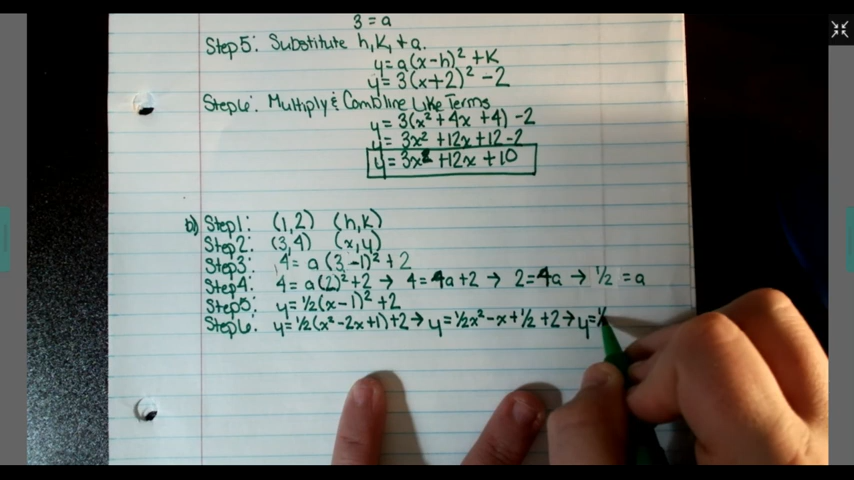 3 = a
Step 5: Substitute h, K, + a.
y = a(x-h)² + K
y = 3(x+2)² - 2
Step 6: Multiply & Combine Like Terms
y = 3(x² + 4x + 4) - 2
y = 3x² + 12x + 12 - 2
y = 3x² + 12x + 10
b) Step 1: (1,2) (h,K)
Step 2: (3,4) (x,y)
Step 3: 4 = a(3-1)² + 2
Step 4: 4 = a(2)² + 2 → 4 = 4a + 2 → 2 = 4a → 1/2 = a
Step 5: y = 1/2(x-1)² + 2
Step 6: y = 1/2(x² - 2x + 1) + 2 → y = 1/2x² - x + 1/2 + 2 → y = 1/